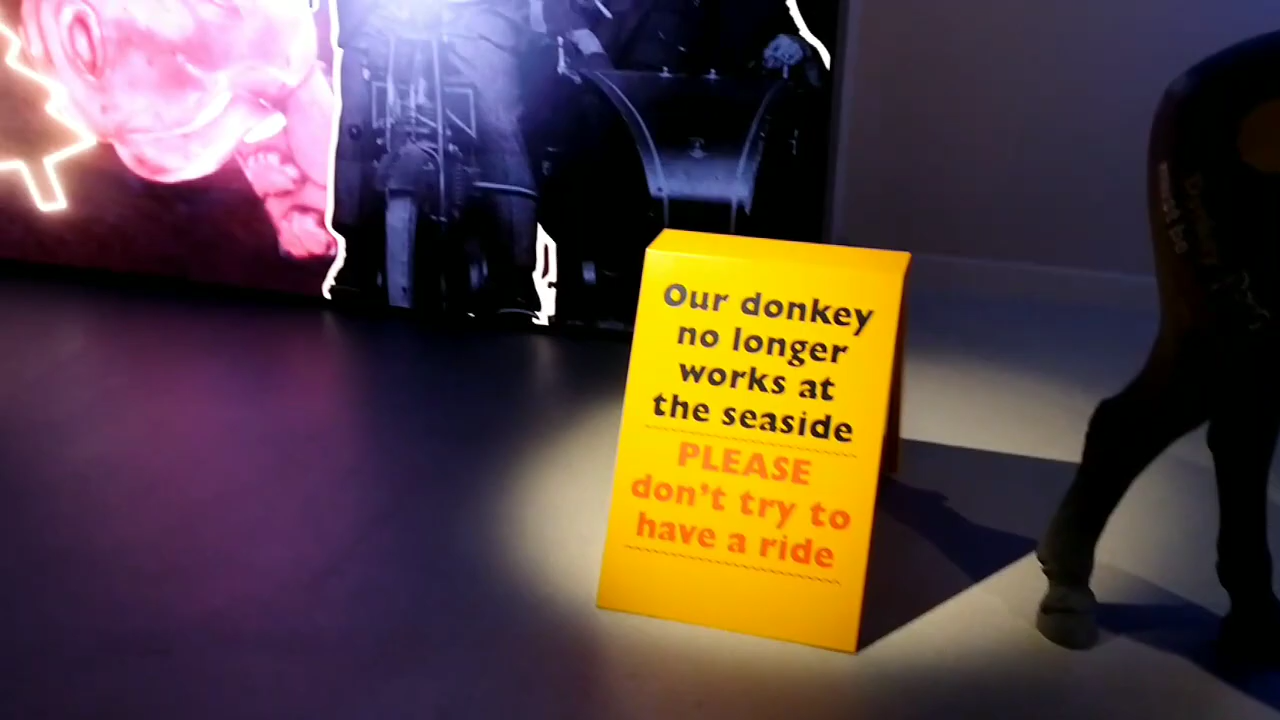 Our donkey
no longer
works at
the seaside
PLEASE
don't try to
have a ride